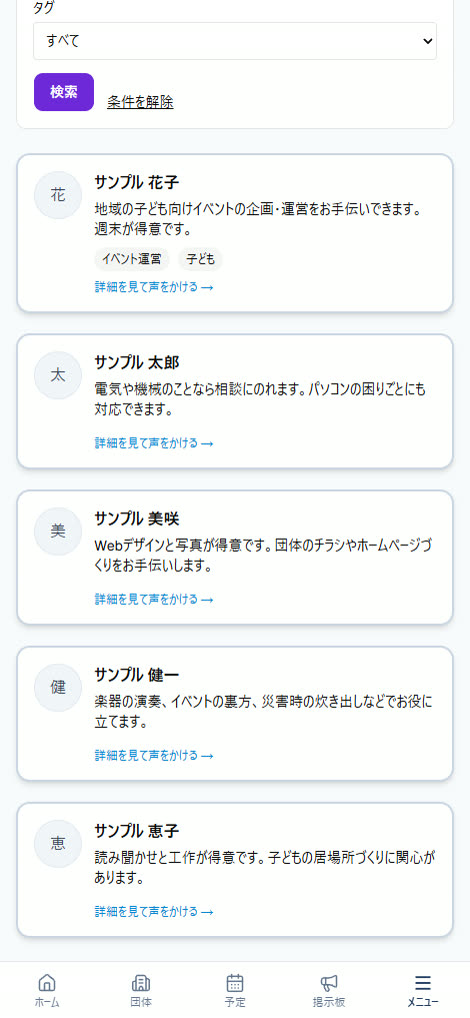 タグ
すべて
検索
条件を解除
花
サンプル 花子
地域の子ども向けイベントの企画・運営をお手伝いできます。
週末が得意です。
イベント運営
子ども
詳細を見て声をかける →
太
サンプル 太郎
電気や機械のことなら相談にのれます。パソコンの困りごとにも
対応できます。
詳細を見て声をかける →
美
サンプル 美咲
Webデザインと写真が得意です。団体のチラシやホームページづ
くりをお手伝いします。
詳細を見て声をかける →
健
サンプル 健一
楽器の演奏、イベントの裏方、災害時の炊き出しなどでお役に
立てます。
詳細を見て声をかける →
恵
サンプル 恵子
読み聞かせと工作が得意です。子どもの居場所づくりに関心が
あります。
詳細を見て声をかける →
ホーム
団体
予定
掲示板
メニュー